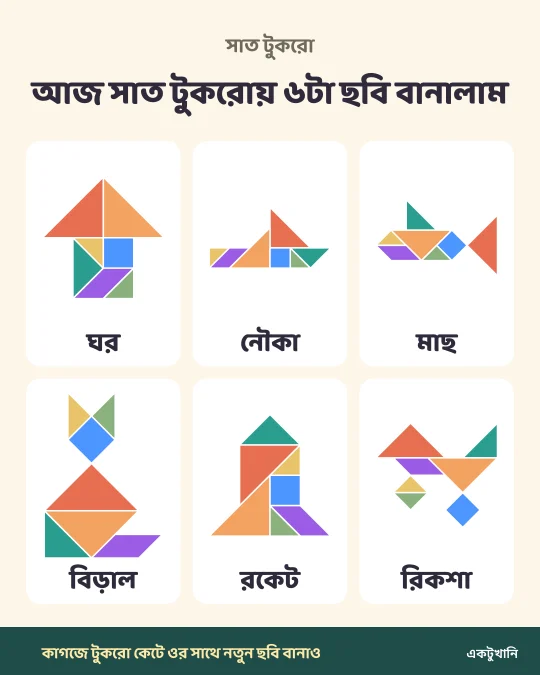 সাত টুকরো
আজ সাত টুকরোয় ৬টা ছবি বানালাম
ঘর
নৌকা
মাছ
বিড়াল
রকেট
রিকশা
কাগজে টুকরো কেটে ওর সাথে নতুন ছবি বানাও
একটুখানি